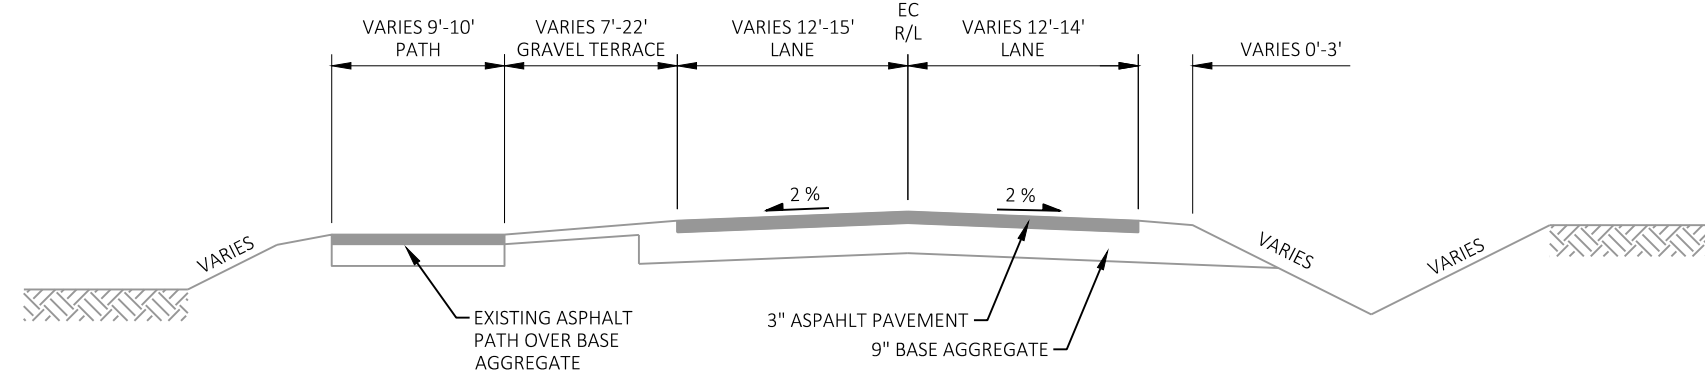 VARIES 9'-10'
PATH
VARIES 7'-22'
GRAVEL TERRACE
VARIES 12'-15'
LANE
EC
R/L
VARIES 12'-14'
LANE
VARIES 0'-3'
2 %
2 %
VARIES
VARIES
VARIES
EXISTING ASPHALT
PATH OVER BASE
AGGREGATE
3" ASPAHLT PAVEMENT
9" BASE AGGREGATE